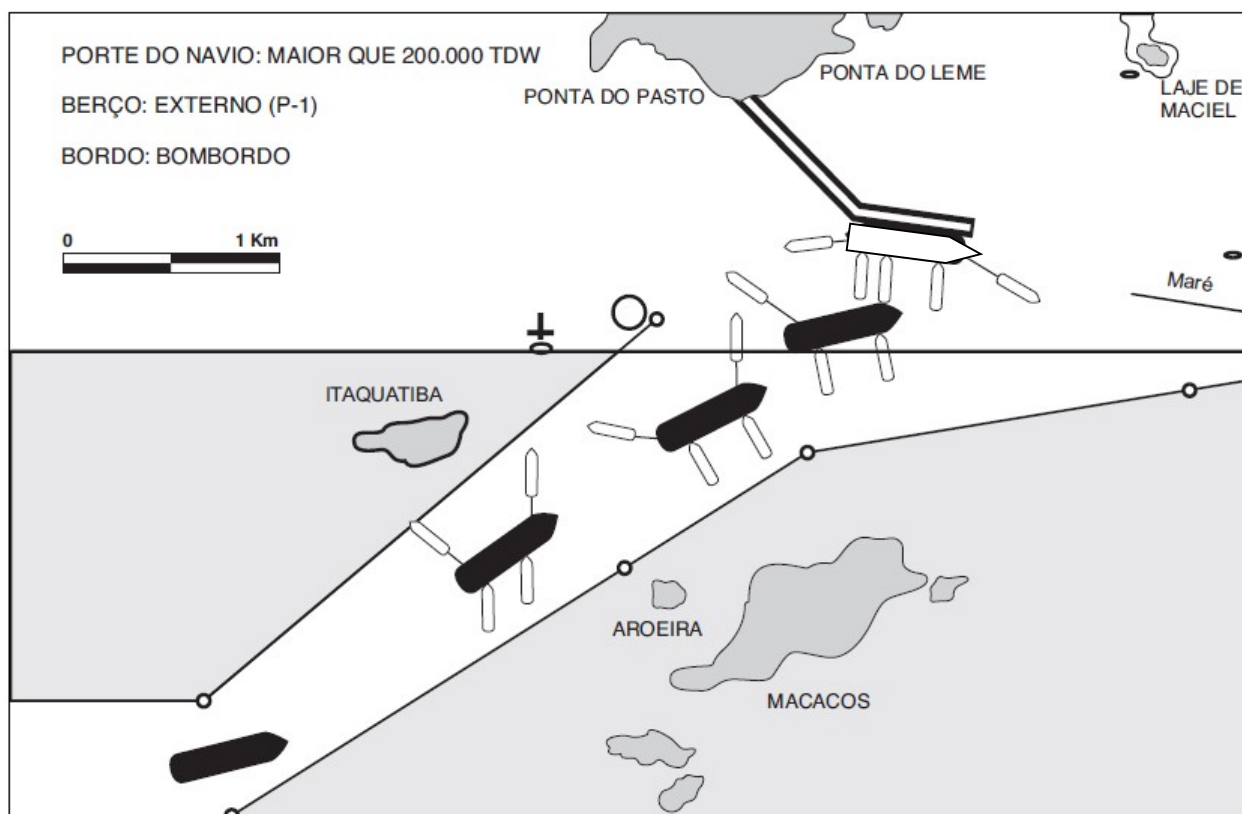 PORTE DO NAVIO: MAIOR QUE 200.000 TDW
BERÇO: EXTERNO (P-1)
BORDO: BOMBORDO
0 1 Km
PONTA DO PASTO
PONTA DO LEME
LAJE DE
MACIEL
Maré
ITAQUATIBA
AROEIRA
MACACOS